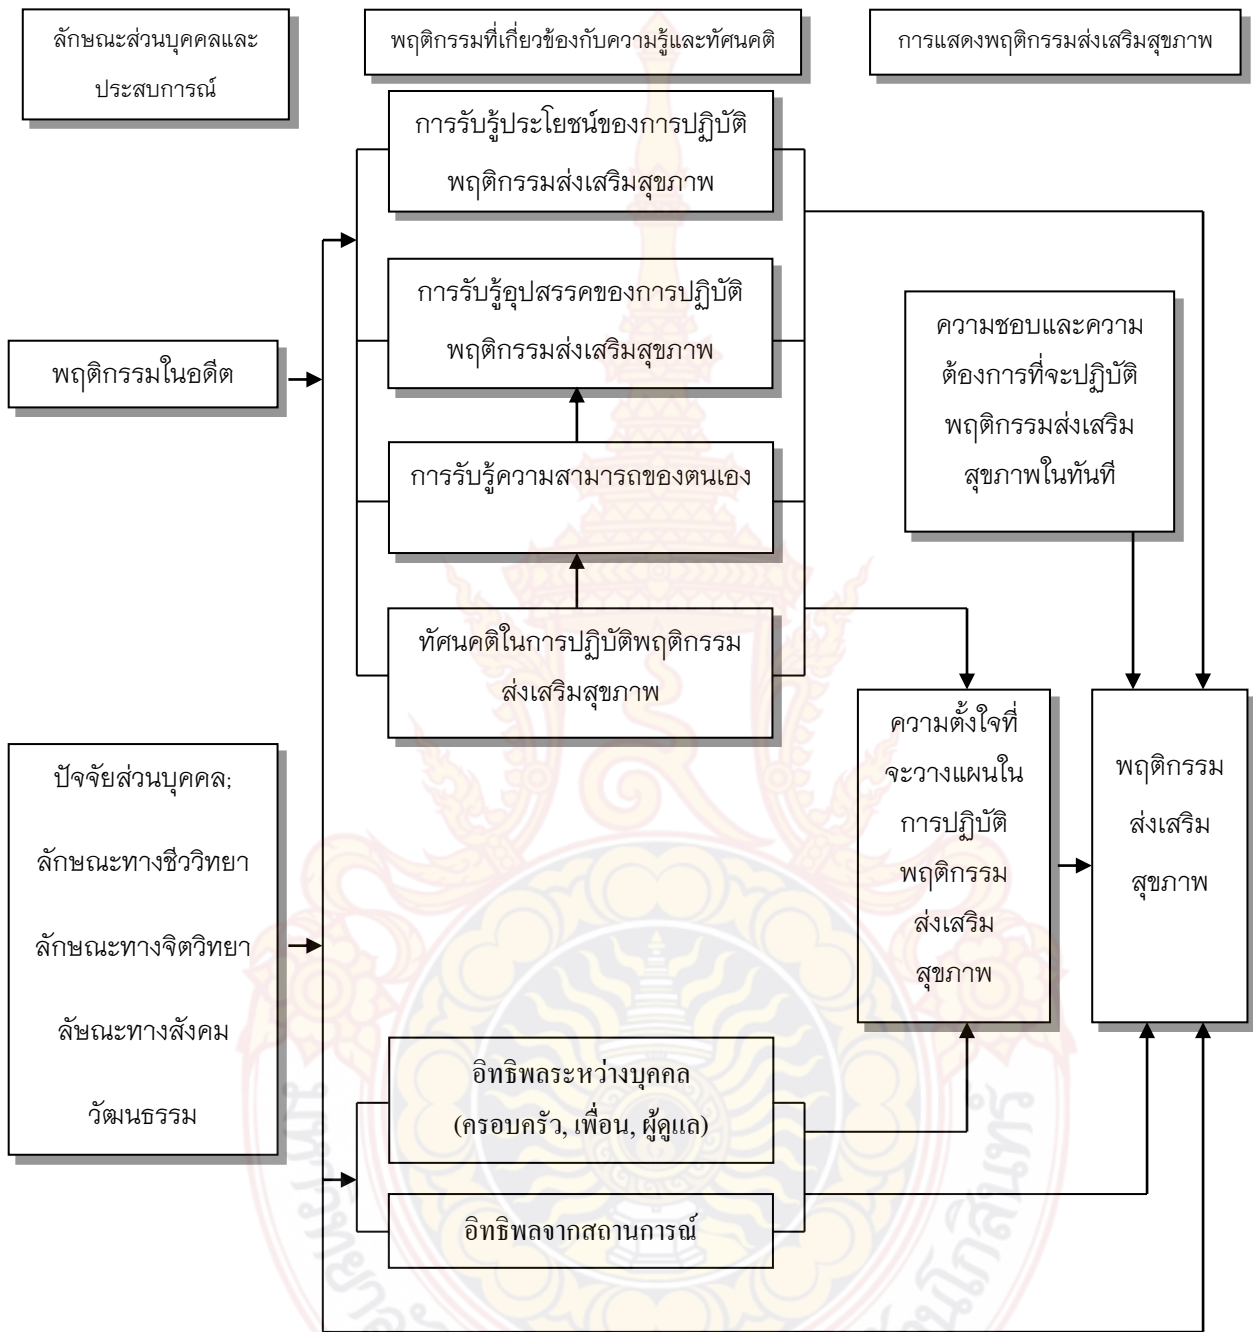 ลักษณะส่วนบุคคลและ
ประสบการณ์
พฤติกรรมที่เกี่ยวข้องกับความรู้และทัศนคติ
การแสดงพฤติกรรมส่งเสริมสุขภาพ
การรับรู้ประโยชน์ของการปฏิบัติ
พฤติกรรมส่งเสริมสุขภาพ
การรับรู้อุปสรรคของการปฏิบัติ
พฤติกรรมส่งเสริมสุขภาพ
ความชอบและความ
ต้องการที่จะปฏิบัติ
พฤติกรรมส่งเสริม
สุขภาพในทันที
พฤติกรรมในอดีต
การรับรู้ความสามารถของตนเอง
ทัศนคติในการปฏิบัติพฤติกรรม
ส่งเสริมสุขภาพ
ความตั้งใจที่
จะวางแผนใน
การปฏิบัติ
พฤติกรรม
ส่งเสริม
สุขภาพ
พฤติกรรม
ส่งเสริม
สุขภาพ
ปัจจัยส่วนบุคคล;
ลักษณะทางชีววิทยา
ลักษณะทางจิตวิทยา
ลัษณะทางสังคม
วัฒนธรรม
อิทธิพลระหว่างบุคคล
(ครอบครัว, เพื่อน, ผู้ดูแล)
อิทธิพลจากสถานการณ์